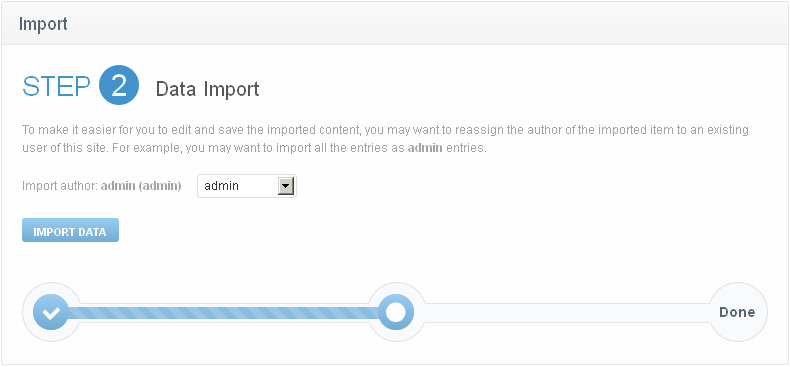 Import
STEP 2 Data Import
To make it easier for you to edit and save the imported content, you may want to reassign the author of the imported item to an existing
user of this site. For example, you may want to import all the entries as admin entries.
Import author: admin (admin) admin
IMPORT DATA
Done